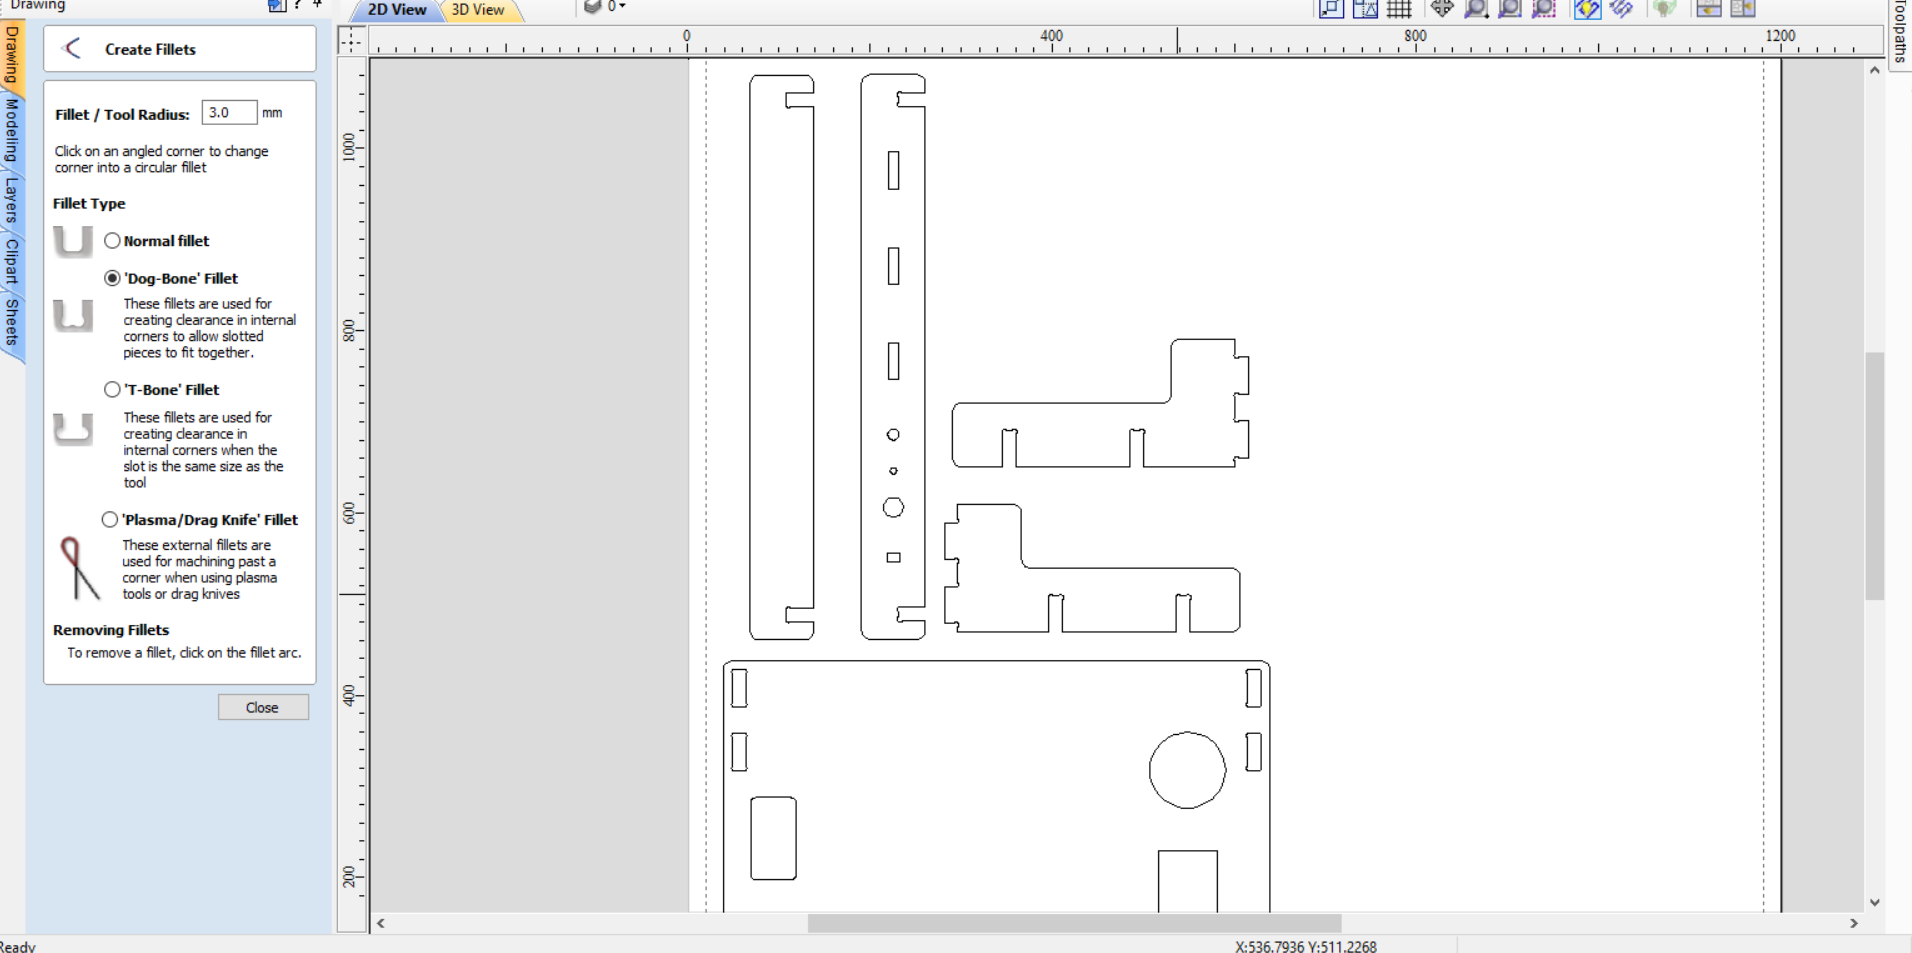 Drawing
?
2D View
3D View
0
Toolpaths
Drawing
Modeling
Layers
Clipart
Sheets
Create Fillets
Fillet / Tool Radius: 3.0 mm
Click on an angled corner to change
corner into a circular fillet
Fillet Type
Normal fillet
'Dog-Bone' Fillet
These fillets are used for
creating clearance in internal
corners to allow slotted
pieces to fit together.
'T-Bone' Fillet
These fillets are used for
creating clearance in
internal corners when the
slot is the same size as the
tool
'Plasma/Drag Knife' Fillet
These external fillets are
used for machining past a
corner when using plasma
tools or drag knives
Removing Fillets
To remove a fillet, click on the fillet arc.
Close
0 400 800 1200
1000
800
600
400
200
Ready
X:536.7936 Y:511.2268